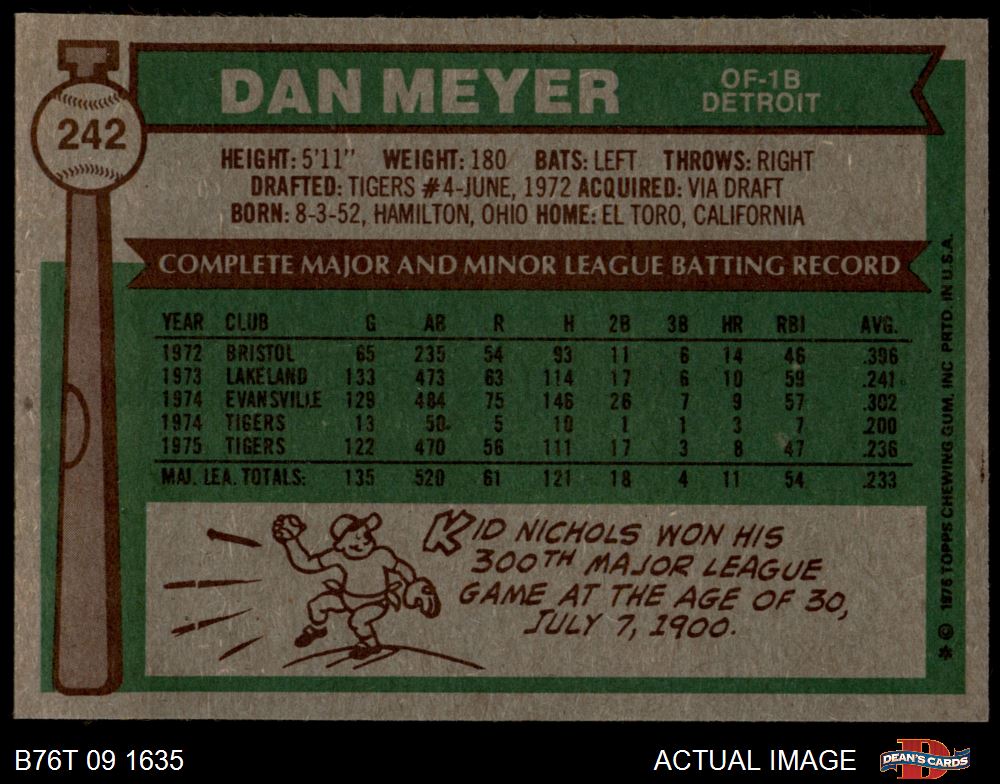 242
DAN MEYER
OF-1B
DETROIT
HEIGHT: 5'11" WEIGHT: 180 BATS: LEFT THROWS: RIGHT
DRAFTED: TIGERS #4-JUNE, 1972 ACQUIRED: VIA DRAFT
BORN: 8-3-52, HAMILTON, OHIO HOME: EL TORO, CALIFORNIA
COMPLETE MAJOR AND MINOR LEAGUE BATTING RECORD
YEAR CLUB G AB R H 2B 3B HR RBI AVG.
1972 BRISTOL 65 235 54 93 11 6 14 46 .396
1973 LAKELAND 133 473 63 114 17 6 10 59 .241
1974 EVANSVILLE 129 484 75 146 26 7 9 57 .302
1974 TIGERS 13 50 5 10 1 1 3 7 .200
1975 TIGERS 122 470 56 111 17 3 8 47 .236
MAJ. LEA. TOTALS: 135 520 61 121 18 4 11 54 .233
KID NICHOLS WON HIS
300TH MAJOR LEAGUE
GAME AT THE AGE OF 30,
JULY 7, 1900.
* © 1976 TOPPS CHEWING GUM, INC. PRTD. IN U.S.A.
B76T 09 1635
ACTUAL IMAGE
DEAN'S CARDS